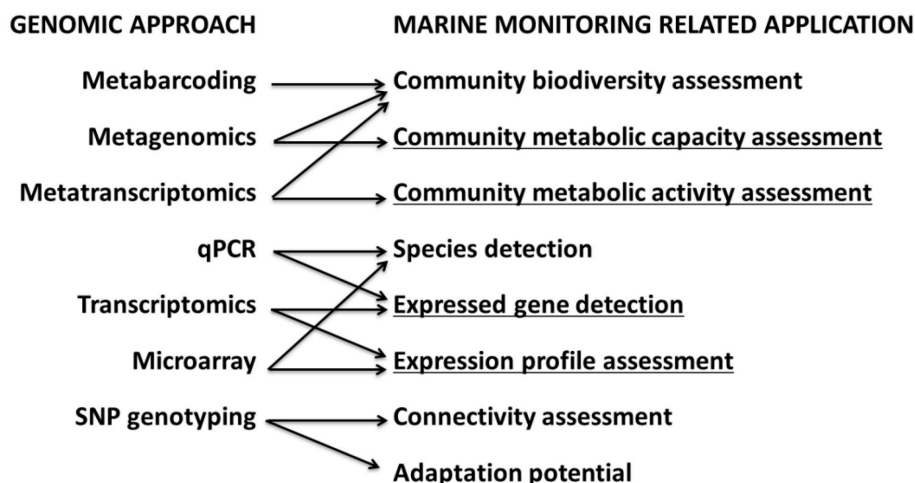 GENOMIC APPROACH MARINE MONITORING RELATED APPLICATION
Metabarcoding Community biodiversity assessment
Metagenomics Community metabolic capacity assessment
Metatranscriptomics Community metabolic activity assessment
qPCR Species detection
Transcriptomics Expressed gene detection
Microarray Expression profile assessment
SNP genotyping Connectivity assessment
Adaptation potential